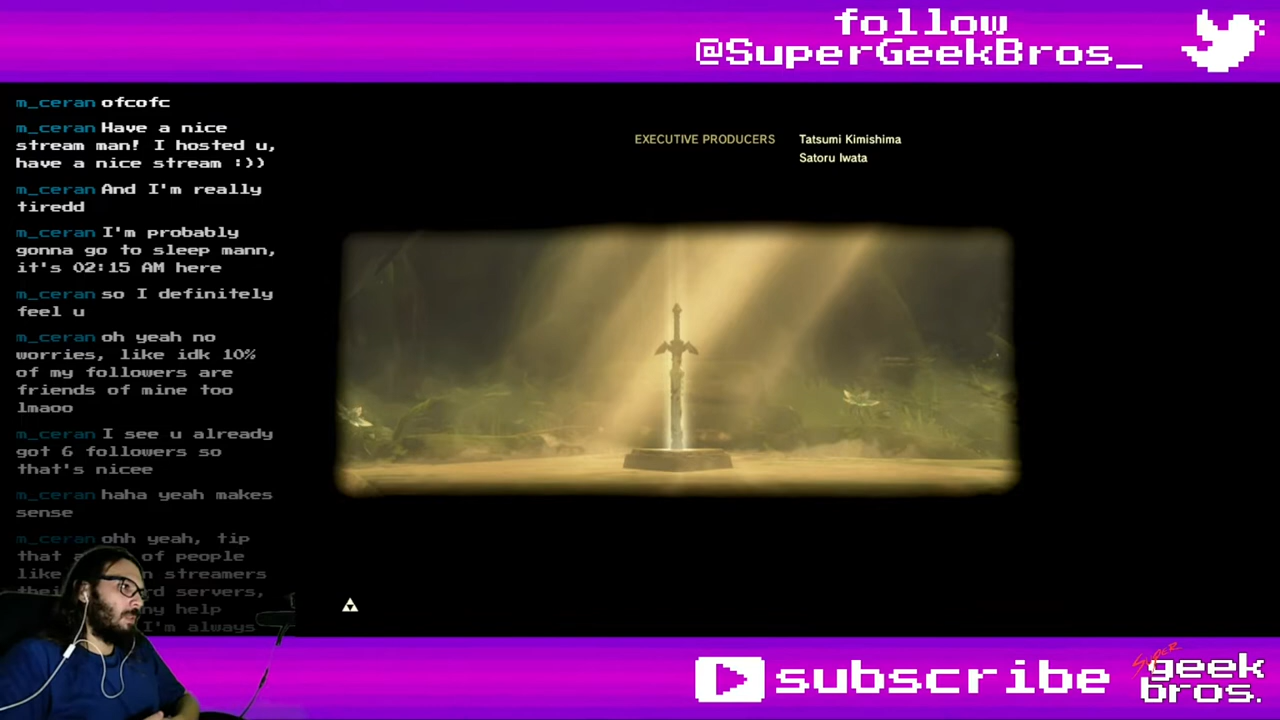 follow
@SuperGeekBros_
m_ceran ofcofc
m_ceran Have a nice
stream man! I hosted u,
have a nice stream :))
m_ceran And I'm really
tiredd
m_ceran I'm probably
gonna go to sleep mann,
it's 02:15 AM here
m_ceran so I definitely
feel u
m_ceran oh yeah no
worries, like idk 10%
of my followers are
friends of mine too
lmaoo
m_ceran I see u already
got 6 followers so
that's nicee
m_ceran haha yeah makes
sense
m_ceran ohh yeah, tip
that of people
like streamers
servers,
help
I'm always
EXECUTIVE PRODUCERS Tatsumi Kimishima
Satoru Iwata
subscribe
super
geek
bros.